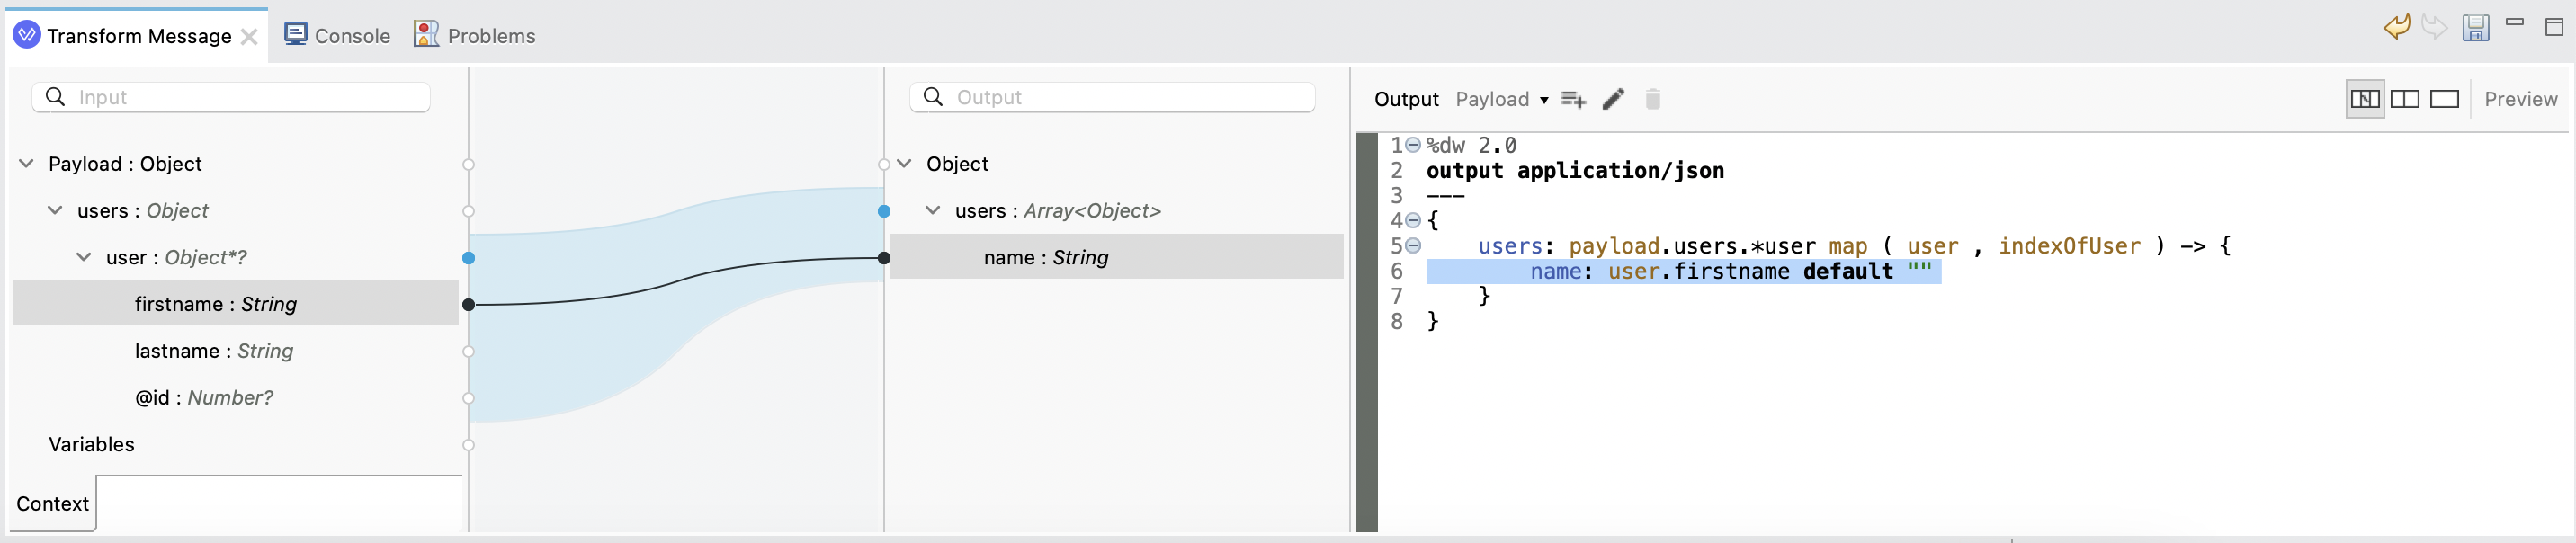 Transform Message
Console
Problems
Input
Payload : Object
users : Object
user : Object*?
firstname : String
lastname : String
@id : Number?
Variables
Context
Output
Object
users : Array<Object>
name : String
Output Payload
Preview
1 %dw 2.0
2 output application/json
3 ---
4 {
5     users: payload.users.*user map ( user , indexOfUser ) -> {
6         name: user.firstname default ""
7     }
8 }